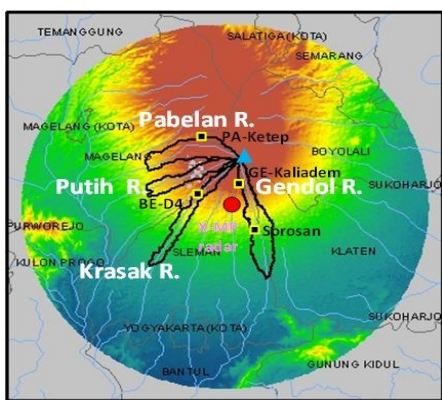 TEMANGGUNG
SALATIGA (KOTA)
SEMARANG
Pabelan R.
PA-Ketep
MAGELANG (KOTA)
MAGELANG
BOYOLALI
GE-Kaliadem
Putih R.
Gendol R.
SUKOHARJO
BE-D4
PURWOREJO
X-MP
radar
Sorosan
SLEMAN
KLATEN
KULON PROGO
Krasak R.
SUKOHARJO
YOGYAKARTA (KOTA)
BANTUL
GUNUNG KIDUL